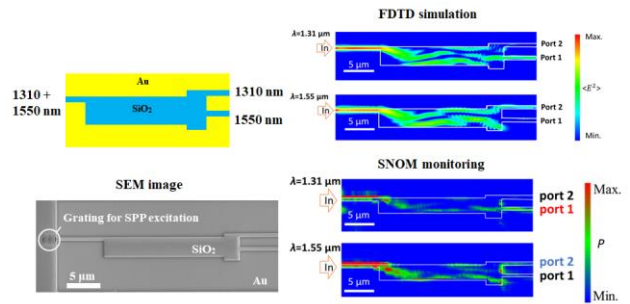 FDTD simulation
λ=1.31 μm
In
5 μm
Port 2
Port 1
Max.
<E²>
Min.
λ=1.55 μm
In
5 μm
Port 2
Port 1
Au
1310 +
1550 nm
SiO₂
1310 nm
1550 nm
SEM image
Grating for SPP excitation
SiO₂
5 μm
Au
SNOM monitoring
λ=1.31 μm
In
5 μm
port 2
port 1
Max.
P
Min.
λ=1.55 μm
In
5 μm
port 2
port 1